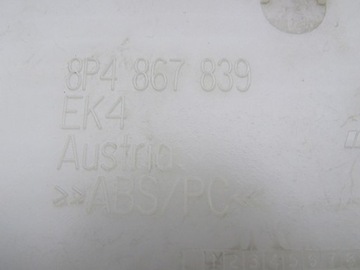 8P4 867 839
EK4
Austria
>>ABS/PC<<